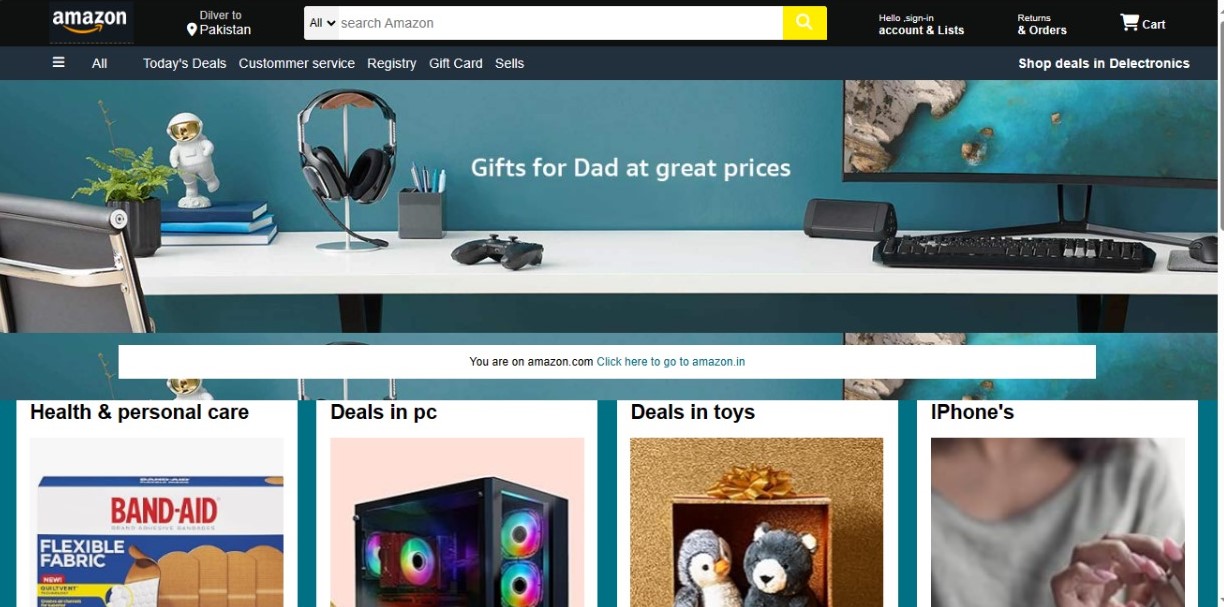 amazon
Dilver to
Pakistan
All
search Amazon
Hello ,sign-in
account & Lists
Returns
& Orders
Cart
All
Today's Deals
Custommer service
Registry
Gift Card
Sells
Shop deals in Delectronics
Gifts for Dad at great prices
You are on amazon.com Click here to go to amazon.in
Health & personal care
Deals in pc
Deals in toys
IPhone's
BAND-AID
BAND-AID
BRAND ADHESIVE BANDAGES
FLEXIBLE
FABRIC
NEW!
QUILTVENT